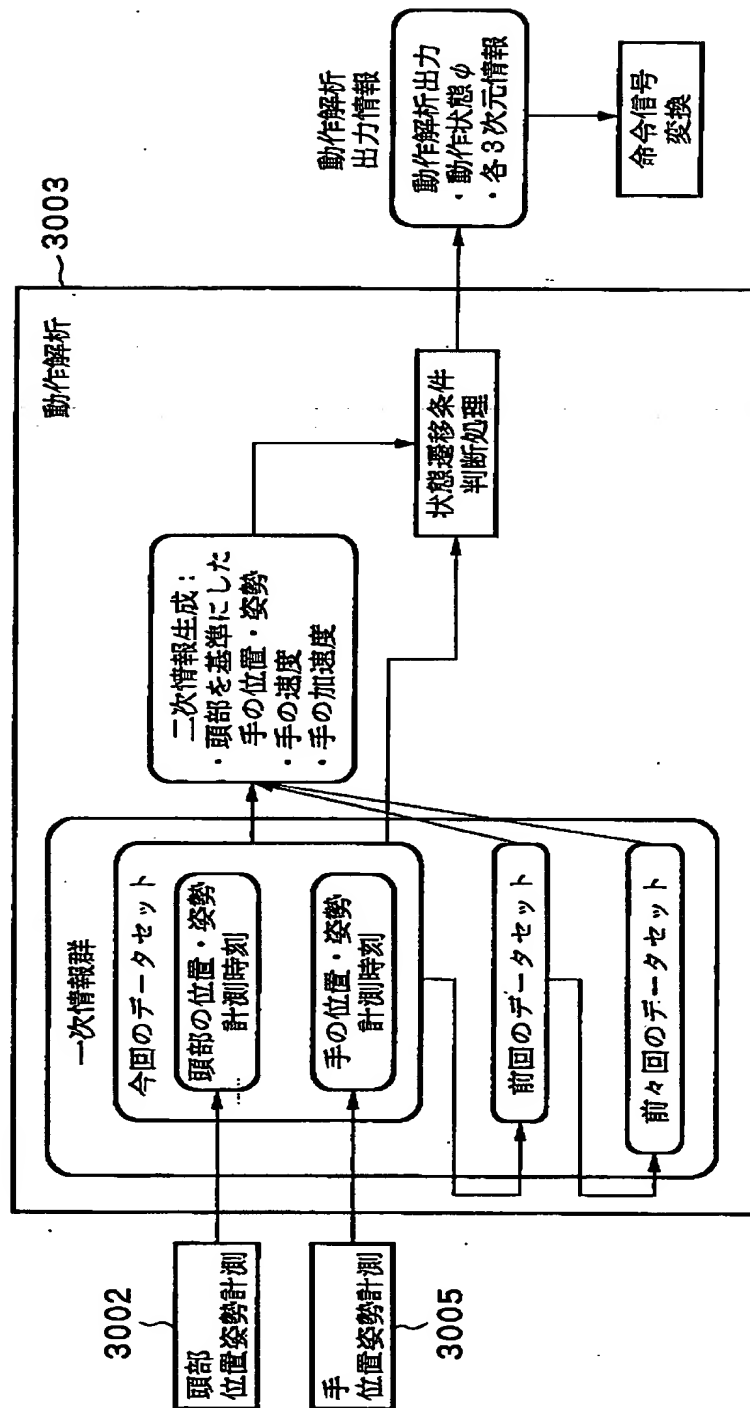 3002
頭部
位置姿勢計測
手
位置姿勢計測
3005
3003
動作解析
一次情報群
今回のデータセット
頭部の位置・姿勢
計測時刻
手の位置・姿勢
計測時刻
前回のデータセット
前々回のデータセット
二次情報生成：
・頭部を基準にした
手の位置・姿勢
・手の速度
・手の加速度
状態遷移条件
判断処理
動作解析
出力情報
動作解析出力
・動作状態φ
・各3次元情報
命令信号
変換